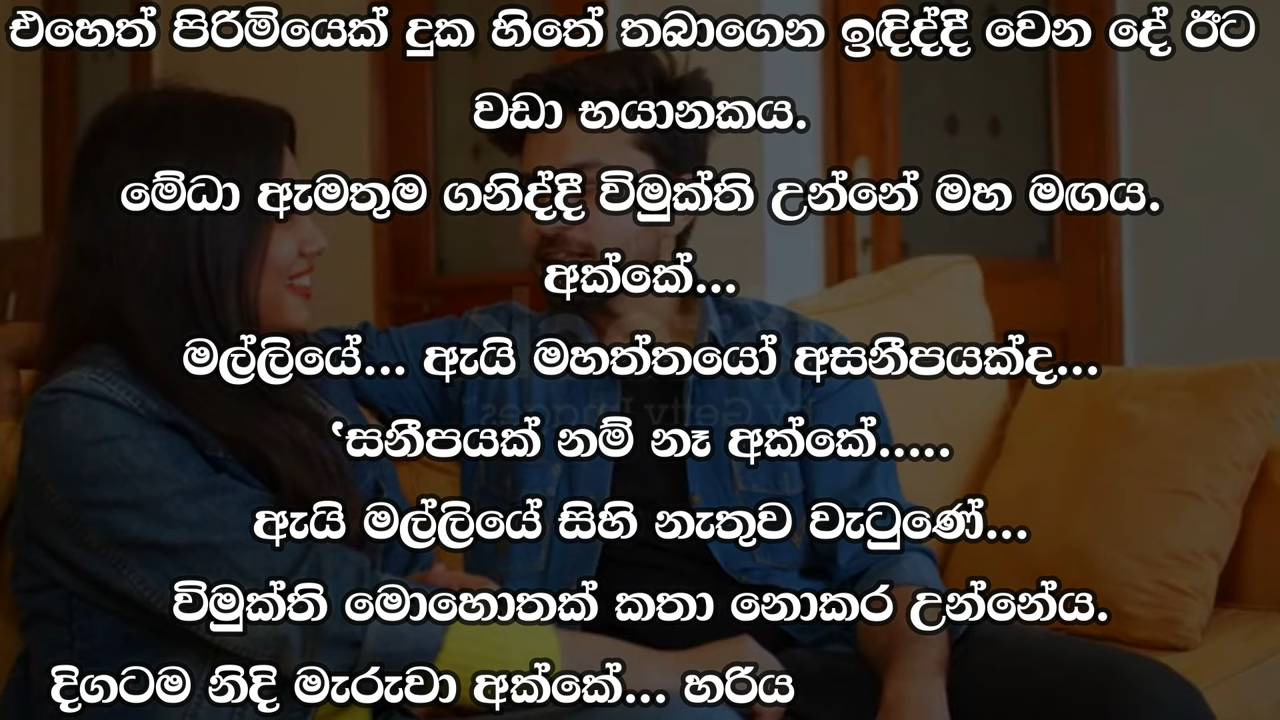 එහෙත් පිරිමියෙක් දුක හිතේ තබාගෙන ඉඳිද්දී වෙන දේ ඊට
වඩා භයානකය.
මේධා ඇමතුම ගනිද්දී විමුක්ති උන්නේ මහ මඟය.
අක්කේ...
මල්ලියේ... ඇයි මහත්තයෝ අසනීපයක්ද...
‛සනීපයක් නම් නෑ අක්කේ.....
ඇයි මල්ලියේ සිහි නැතුව වැටුණේ...
විමුක්ති මොහොතක් කතා නොකර උන්නේය.
දිගටම නිදි මැරුවා අක්කේ... හරිය